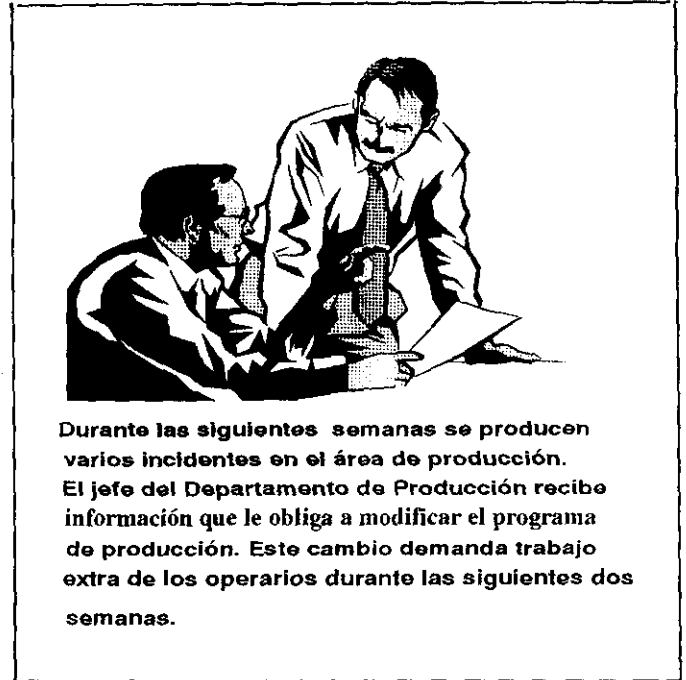 Durante las siguientes semanas se producen
varios incidentes en el área de producción.
El jefe del Departamento de Producción recibe
información que le obliga a modificar el programa
de producción. Este cambio demanda trabajo
extra de los operarios durante las siguientes dos
semanas.